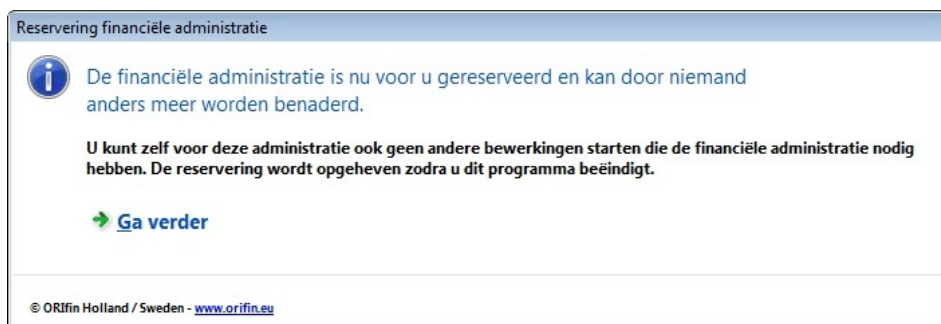 Reservering financiële administratie
De financiële administratie is nu voor u gereserveerd en kan door niemand
anders meer worden benaderd.
U kunt zelf voor deze administratie ook geen andere bewerkingen starten die de financiële administratie nodig
hebben. De reservering wordt opgeheven zodra u dit programma beëindigt.
Ga verder
© ORIfin Holland / Sweden - www.orifin.eu